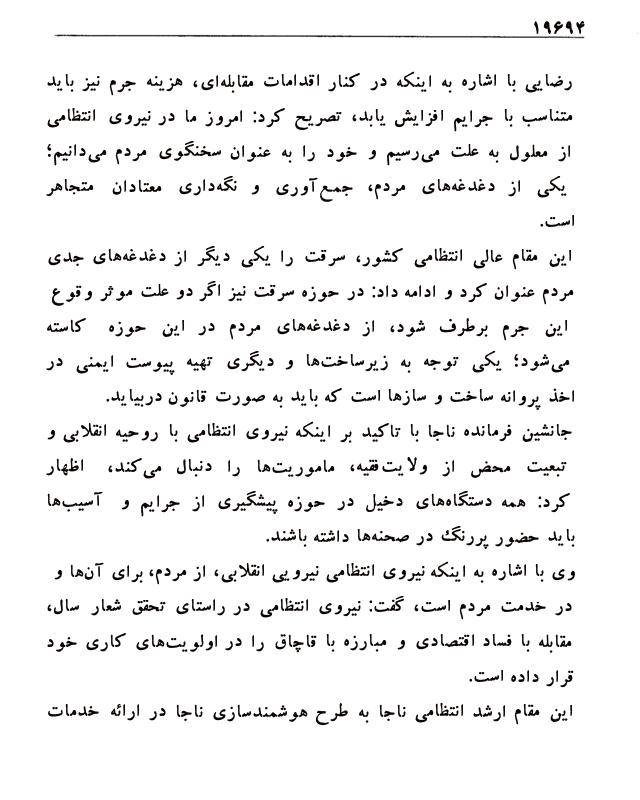 ۱۹۶۹۴
رضایی با اشاره به اینکه در کنار اقدامات مقابله‌ای، هزینه جرم نیز باید
متناسب با جرایم افزایش یابد، تصریح کرد: امروز ما در نیروی انتظامی
از معلول به علت می‌رسیم و خود را به عنوان سخنگوی مردم می‌دانیم؛
یکی از دغدغه‌های مردم، جمع‌آوری و نگه‌داری معتادان متجاهر
است.
این مقام عالی انتظامی کشور، سرقت را یکی دیگر از دغدغه‌های جدی
مردم عنوان کرد و ادامه داد: در حوزه سرقت نیز اگر دو علت موثر وقوع
این جرم برطرف شود، از دغدغه‌های مردم در این حوزه کاسته
می‌شود؛ یکی توجه به زیرساخت‌ها و دیگری تهیه پیوست ایمنی در
اخذ پروانه ساخت و سازها است که باید به صورت قانون دربیاید.
جانشین فرمانده ناجا با تاکید بر اینکه نیروی انتظامی با روحیه انقلابی و
تبعیت محض از ولایت‌فقیه، ماموریت‌ها را دنبال می‌کند، اظهار
کرد: همه دستگاه‌های دخیل در حوزه پیشگیری از جرایم و آسیب‌ها
باید حضور پررنگ در صحنه‌ها داشته باشند.
وی با اشاره به اینکه نیروی انتظامی نیرویی انقلابی، از مردم، برای آن‌ها و
در خدمت مردم است، گفت: نیروی انتظامی در راستای تحقق شعار سال،
مقابله با فساد اقتصادی و مبارزه با قاچاق را در اولویت‌های کاری خود
قرار داده است.
این مقام ارشد انتظامی ناجا به طرح هوشمندسازی ناجا در ارائه خدمات